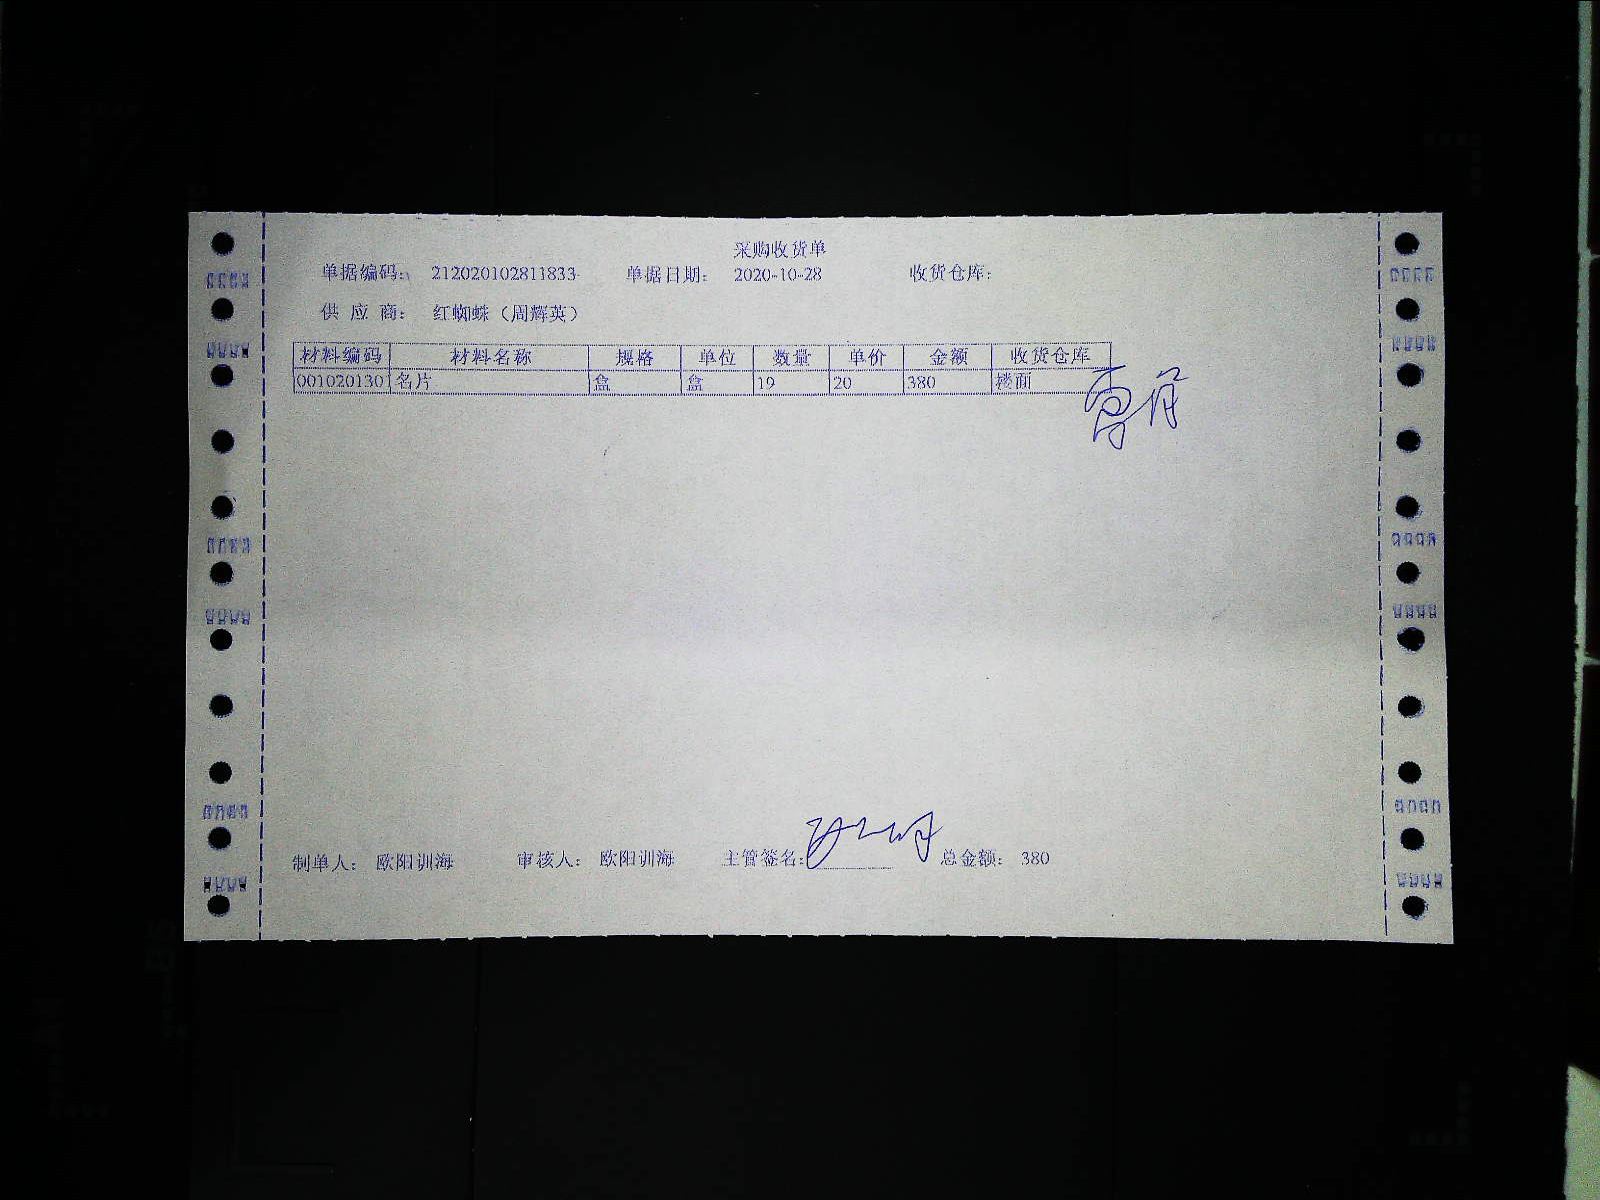 采购收货单
单据编码: 212020102811833 单据日期: 2020-10-28 收货仓库:
供 应 商: 红蜘蛛（周辉英）
材料编码 材料名称 规格 单位 数量 单价 金额 收货仓库
001020130 名片 盒 盒 19 20 380 楼面
制单人: 欧阳训海 审核人: 欧阳训海 主管签名: 总金额: 380